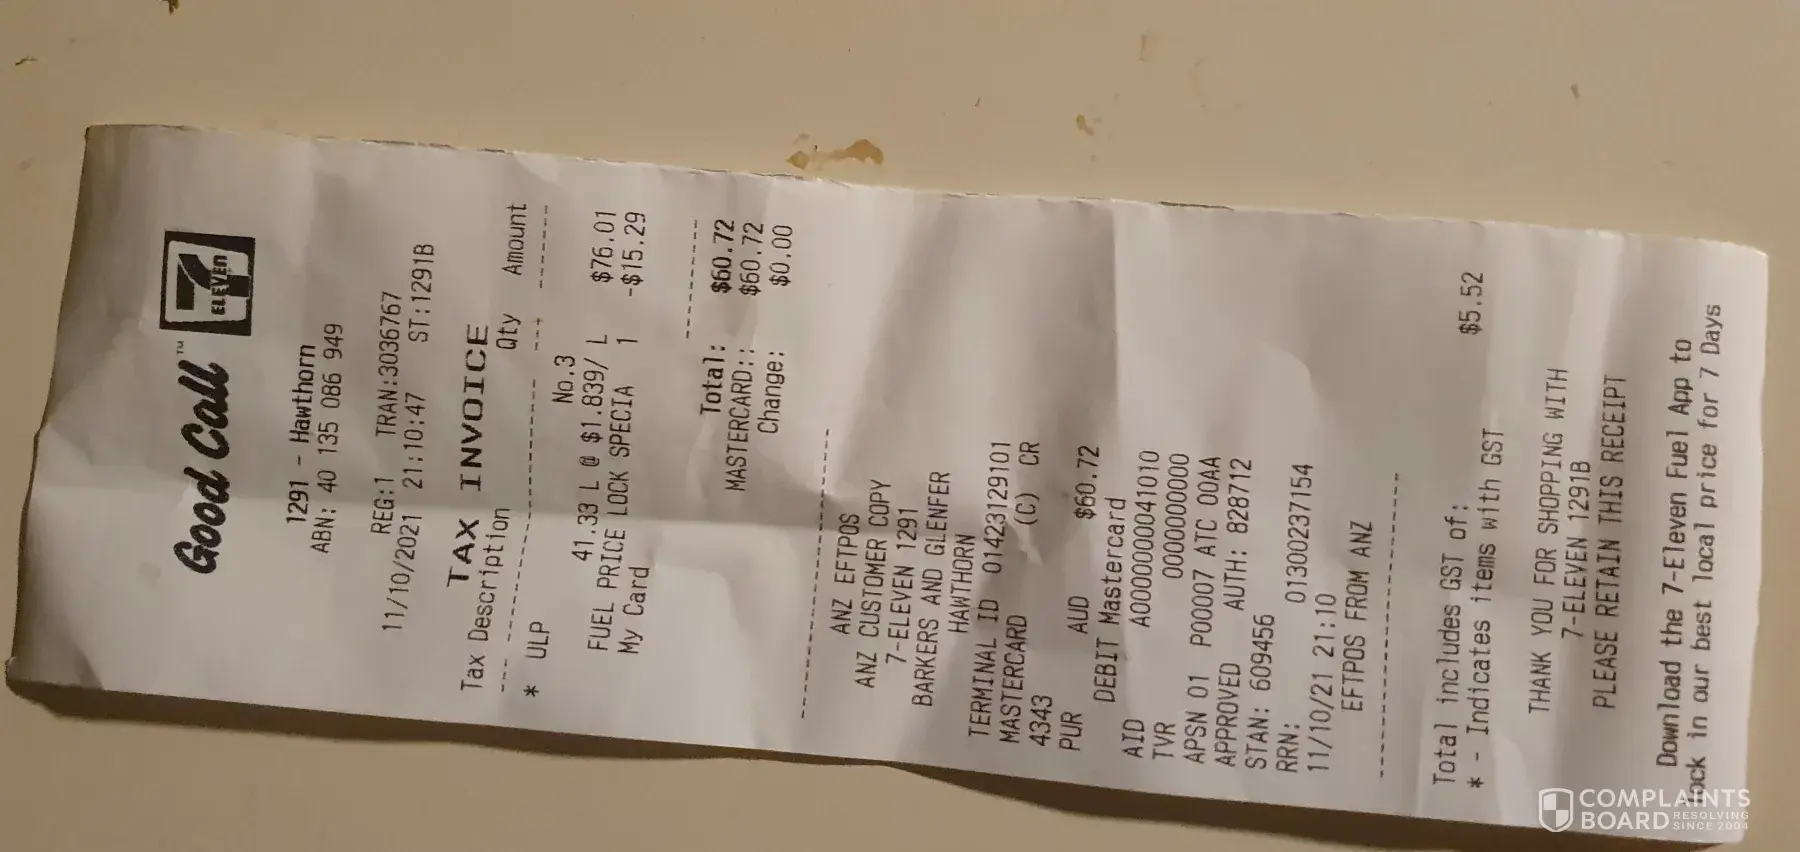 Good Call™
7
ELEVEn
1291 - Hawthorn
ABN: 40 135 086 949
REG:1 TRAN:3036767
11/10/2021 21:10:47 ST:1291B
TAX INVOICE
Tax Description Qty Amount
* ULP No.3
41.33 L @ $1.839/ L $76.01
FUEL PRICE LOCK SPECIA 1 -$15.29
My Card
Total: $60.72
MASTERCARD:: $60.72
Change: $0.00
ANZ EFTPOS
ANZ CUSTOMER COPY
7-ELEVEN 1291
BARKERS AND GLENFER
HAWTHORN
TERMINAL ID 01423129101
MASTERCARD (C) CR
4343
PUR AUD $60.72
DEBIT Mastercard
AID A0000000041010
TVR 0000000000
APSN 01 P00007 ATC 00AA
APPROVED AUTH: 828712
STAN: 609456
RRN: 013002237154
11/10/21 21:10
EFTPOS FROM ANZ
Total includes GST of: $5.52
* - Indicates items with GST
THANK YOU FOR SHOPPING WITH
7-ELEVEN 1291B
PLEASE RETAIN THIS RECEIPT
Download the 7-Eleven Fuel App to
lock in our best local price for 7 Days
COMPLAINTS
BOARD RESOLVING
SINCE 2004